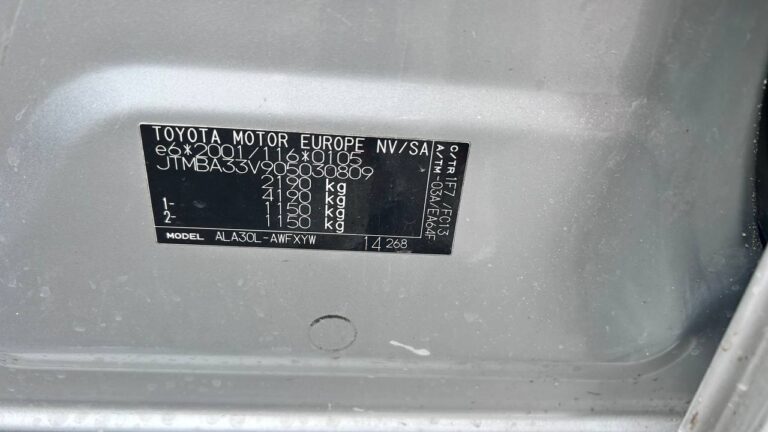 TOYOTA MOTOR EUROPE NV/SA
e6*2001/116*0105
JTMBA33V905030809
2190 kg
4190 kg
1- 1150 kg
2- 1150 kg
MODEL ALA30L-AWFXYW 14 268
C/TR 1F7/FC13
A/TM-03A/EA64F